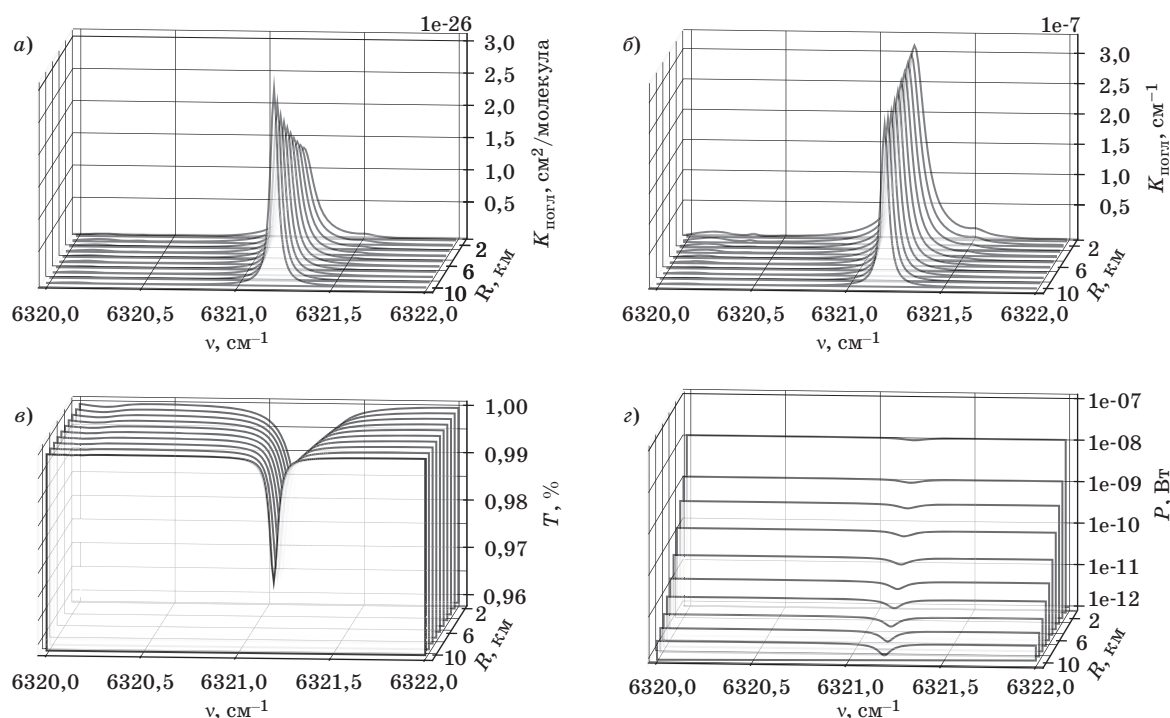 а)
1e-26
3,0
2,5
2,0
1,5
1,0
0,5
Kпогл, см²/молекула
2
6
10
R, км
6320,0 6320,5 6321,0 6321,5 6322,0
ν, см⁻¹
б)
1e-7
3,0
2,5
2,0
1,5
1,0
0,5
Kпогл, см⁻¹
2
6
10
R, км
6320,0 6320,5 6321,0 6321,5 6322,0
ν, см⁻¹
в)
1,00
0,99
0,98
0,97
0,96
T, %
2
6
10
R, км
6320,0 6320,5 6321,0 6321,5 6322,0
ν, см⁻¹
г)
1e-07
1e-08
1e-09
1e-10
1e-11
1e-12
P, Вт
2
6
10
R, км
6320,0 6320,5 6321,0 6321,5 6322,0
ν, см⁻¹